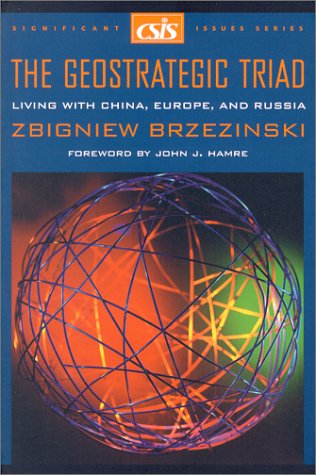 SIGNIFICANT CSIS ISSUES SERIES
THE GEOSTRATEGIC TRIAD
LIVING WITH CHINA, EUROPE, AND RUSSIA
ZBIGNIEW BRZEZINSKI
FOREWORD BY JOHN J. HAMRE